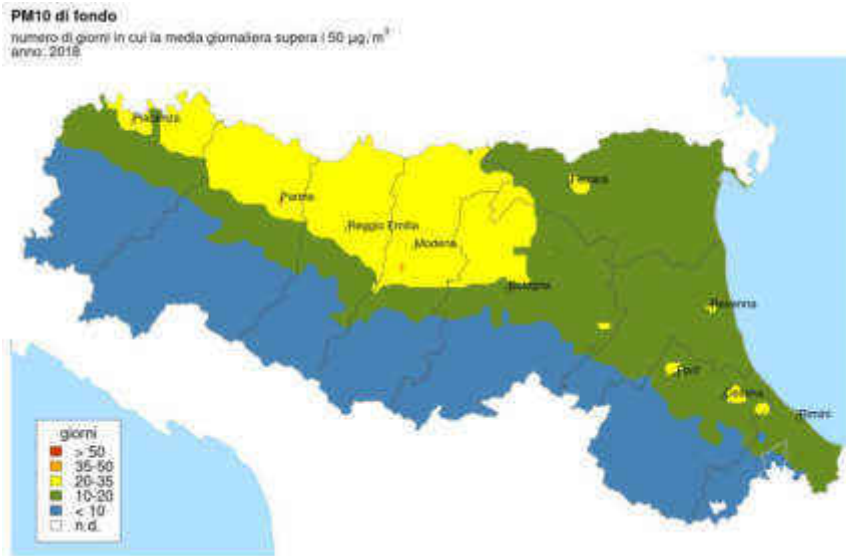 PM10 di fondo
numero di giorni in cui la media giornaliera supera i 50 µg/m³
anno: 2018
Piacenza
Ferrara
Parma
Reggio Emilia
Modena
Bologna
Ravenna
Forlì
Cesena
Rimini
giorni
> 50
35-50
20-35
10-20
< 10
n.d.